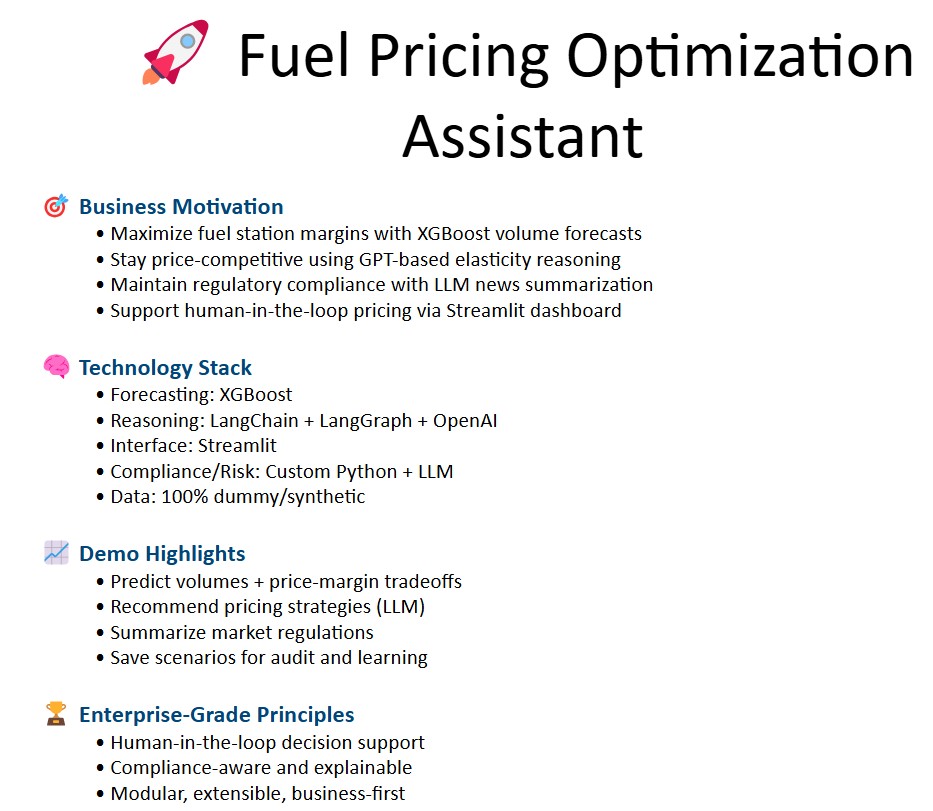 🚀 Fuel Pricing Optimization
Assistant
🎯 Business Motivation
• Maximize fuel station margins with XGBoost volume forecasts
• Stay price-competitive using GPT-based elasticity reasoning
• Maintain regulatory compliance with LLM news summarization
• Support human-in-the-loop pricing via Streamlit dashboard
🧠 Technology Stack
• Forecasting: XGBoost
• Reasoning: LangChain + LangGraph + OpenAI
• Interface: Streamlit
• Compliance/Risk: Custom Python + LLM
• Data: 100% dummy/synthetic
📈 Demo Highlights
• Predict volumes + price-margin tradeoffs
• Recommend pricing strategies (LLM)
• Summarize market regulations
• Save scenarios for audit and learning
🏆 Enterprise-Grade Principles
• Human-in-the-loop decision support
• Compliance-aware and explainable
• Modular, extensible, business-first